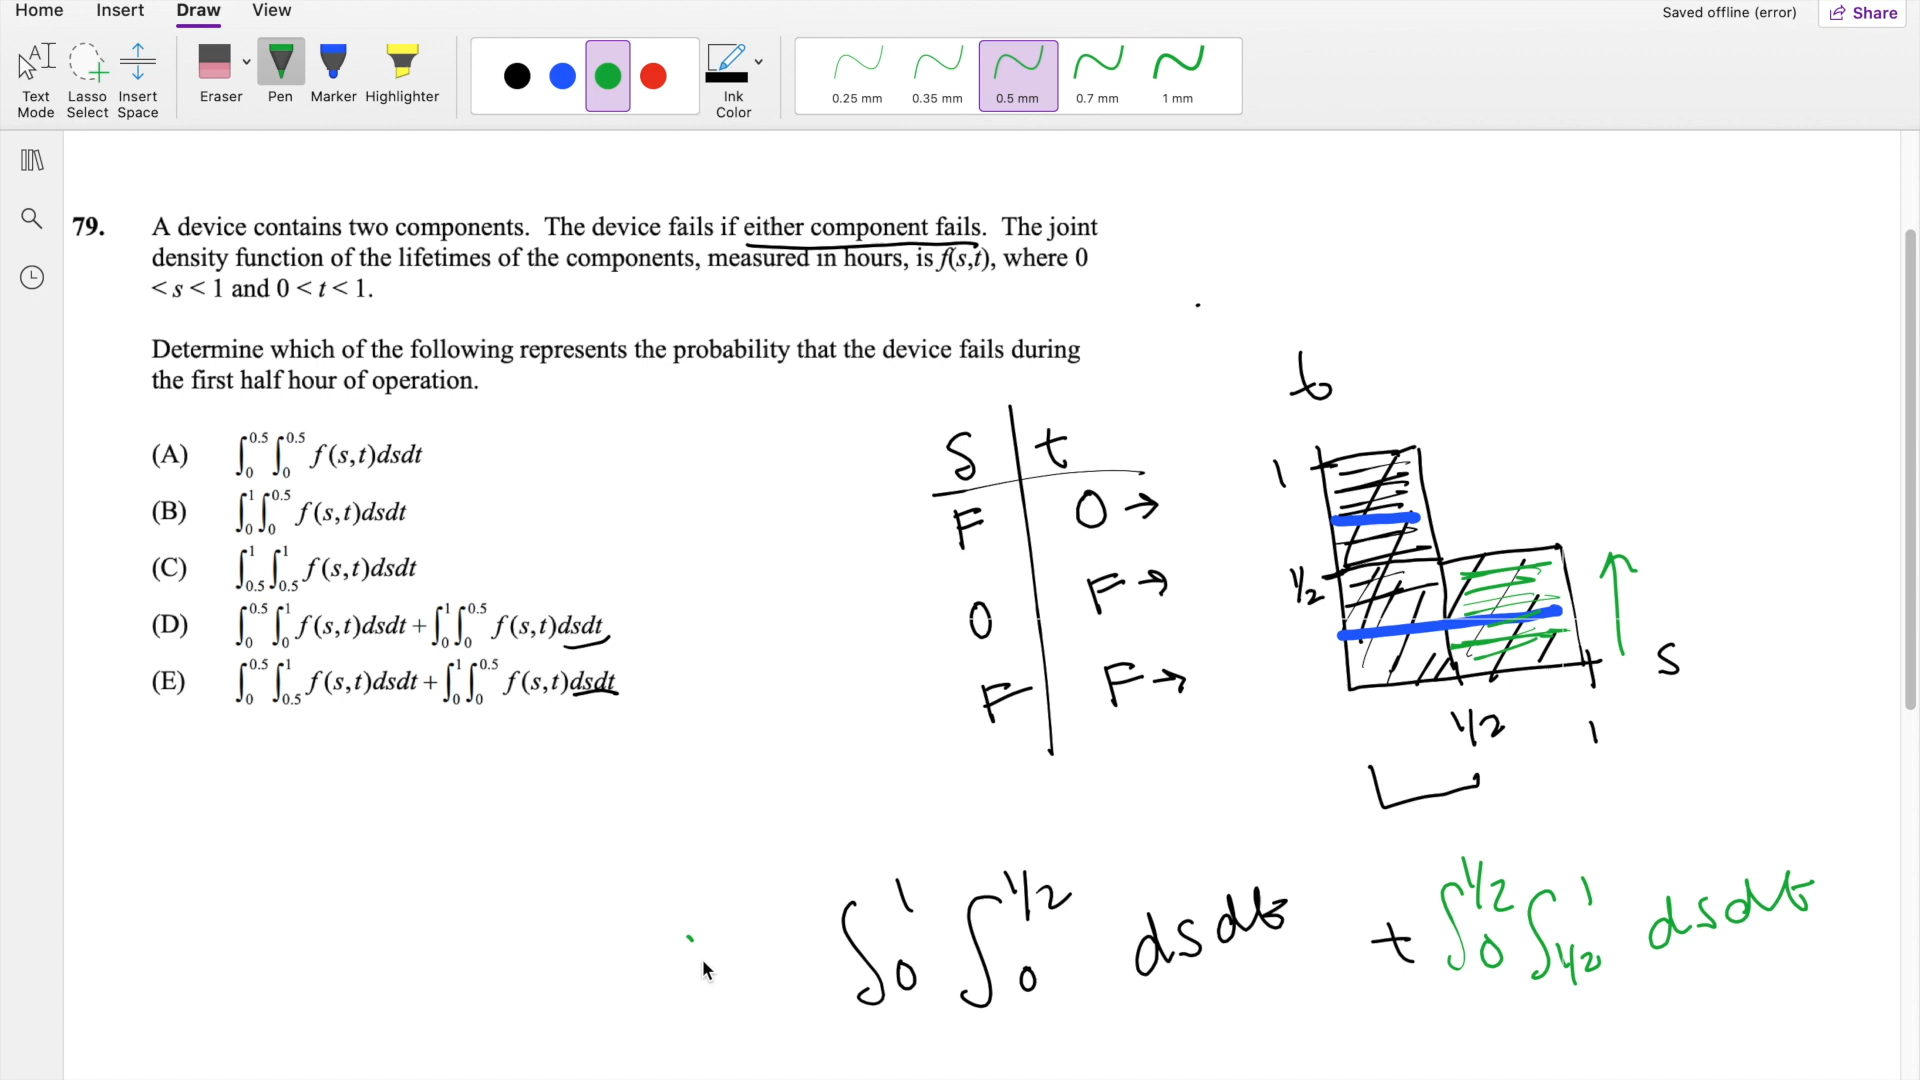 Home Insert Draw View
Saved offline (error) Share
Text Mode
Lasso Select
Insert Space
Eraser
Pen
Marker
Highlighter
Ink Color
0.25 mm 0.35 mm 0.5 mm 0.7 mm 1 mm
79. A device contains two components. The device fails if either component fails. The joint
density function of the lifetimes of the components, measured in hours, is f(s,t), where 0
< s < 1 and 0 < t < 1.
Determine which of the following represents the probability that the device fails during
the first half hour of operation.
(A) ∫₀^0.5 ∫₀^0.5 f(s,t)dsdt
(B) ∫₀^1 ∫₀^0.5 f(s,t)dsdt
(C) ∫_0.5^1 ∫_0.5^1 f(s,t)dsdt
(D) ∫₀^0.5 ∫₀^1 f(s,t)dsdt + ∫₀^1 ∫₀^0.5 f(s,t)dsdt
(E) ∫₀^0.5 ∫_0.5^1 f(s,t)dsdt + ∫₀^1 ∫₀^0.5 f(s,t)dsdt
S t
F O →
O F →
F F →
t
1
1/2
S
1/2 1
∫₀^1 ∫₀^1/2 dsdt + ∫₀^1/2 ∫_1/2^1 dsdt